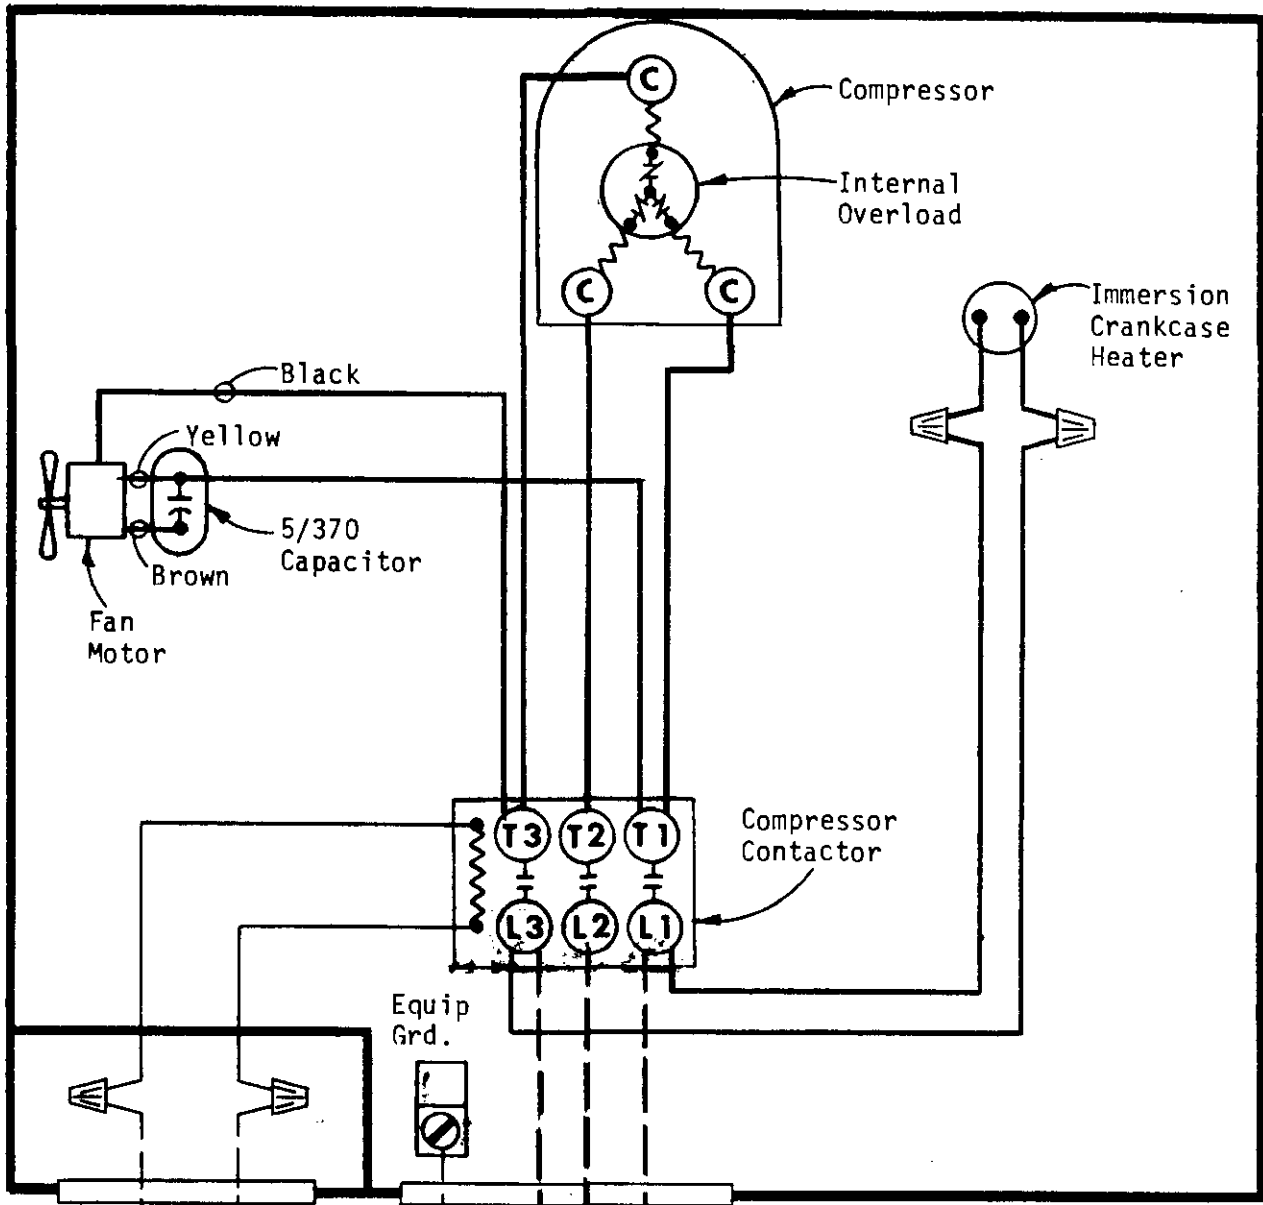 C
Compressor
Internal
Overload
C
C
Immersion
Crankcase
Heater
Black
Yellow
5/370
Capacitor
Brown
Fan
Motor
T3
T2
T1
Compressor
Contactor
L3
L2
L1
Equip
Grd.